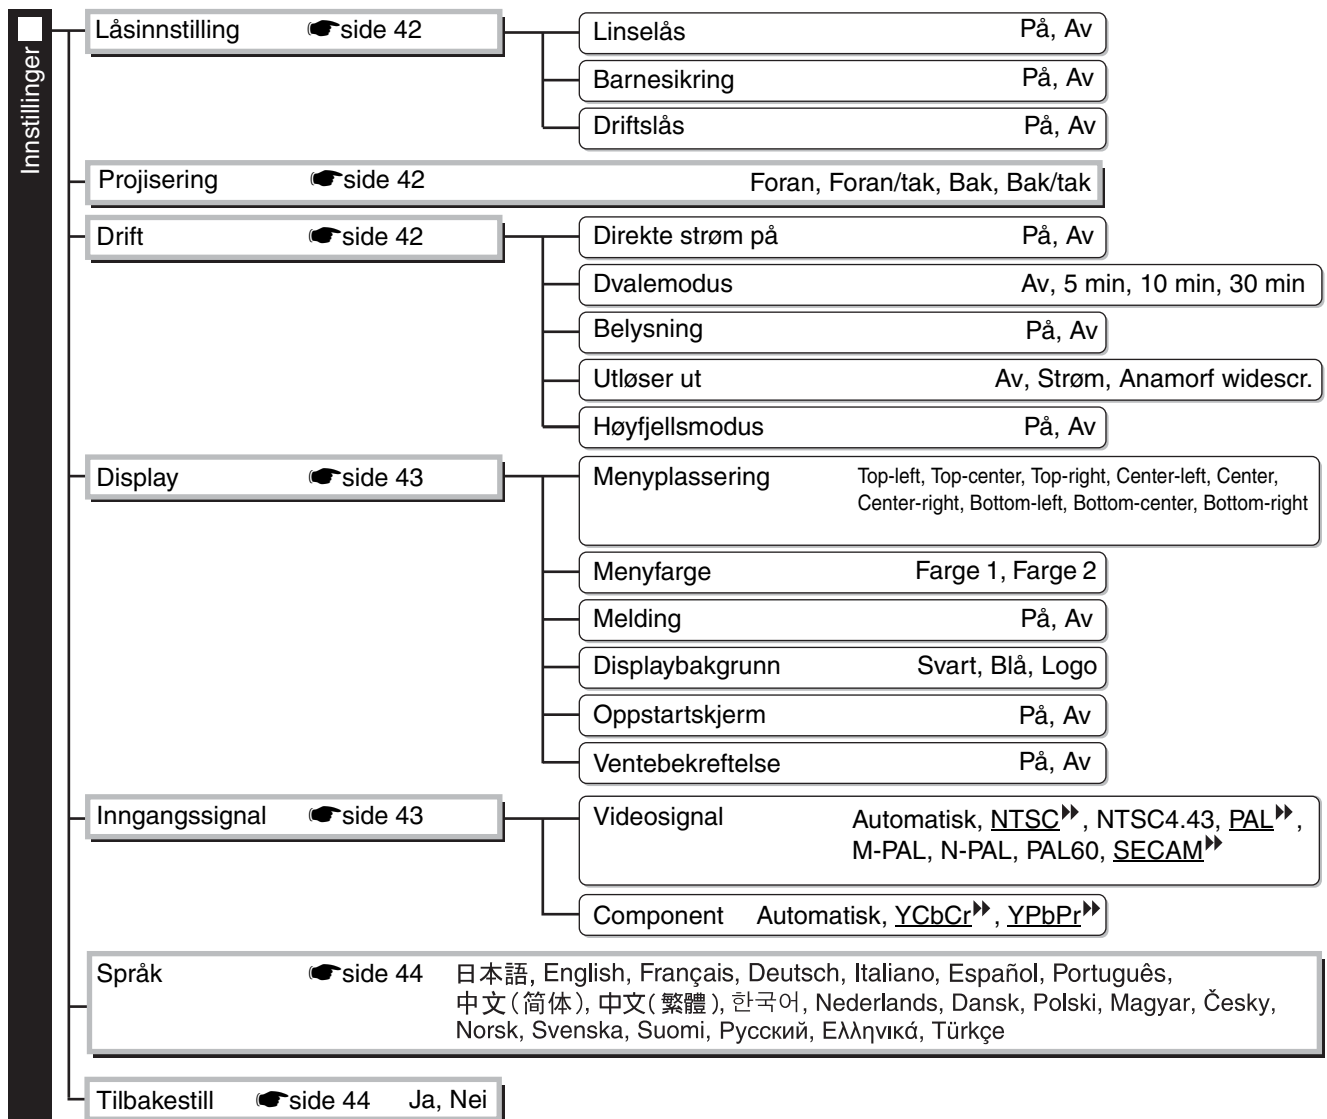 Innstillinger
Låsinnstilling ☛side 42
Linselås På, Av
Barnesikring På, Av
Driftslås På, Av
Projisering ☛side 42 Foran, Foran/tak, Bak, Bak/tak
Drift ☛side 42
Direkte strøm på På, Av
Dvalemodus Av, 5 min, 10 min, 30 min
Belysning På, Av
Utløser ut Av, Strøm, Anamorf widescr.
Høyfjellsmodus På, Av
Display ☛side 43
Menyplassering Top-left, Top-center, Top-right, Center-left, Center,
Center-right, Bottom-left, Bottom-center, Bottom-right
Menyfarge Farge 1, Farge 2
Melding På, Av
Displaybakgrunn Svart, Blå, Logo
Oppstartskjerm På, Av
Ventebekreftelse På, Av
Inngangssignal ☛side 43
Videosignal Automatisk, NTSC, NTSC4.43, PAL,
M-PAL, N-PAL, PAL60, SECAM
Component Automatisk, YCbCr, YPbPr
Språk ☛side 44 日本語, English, Français, Deutsch, Italiano, Español, Português,
中文(简体), 中文(繁體), 한국어, Nederlands, Dansk, Polski, Magyar, Česky,
Norsk, Svenska, Suomi, Русский, Ελληνικά, Türkçe
Tilbakestill ☛side 44 Ja, Nei